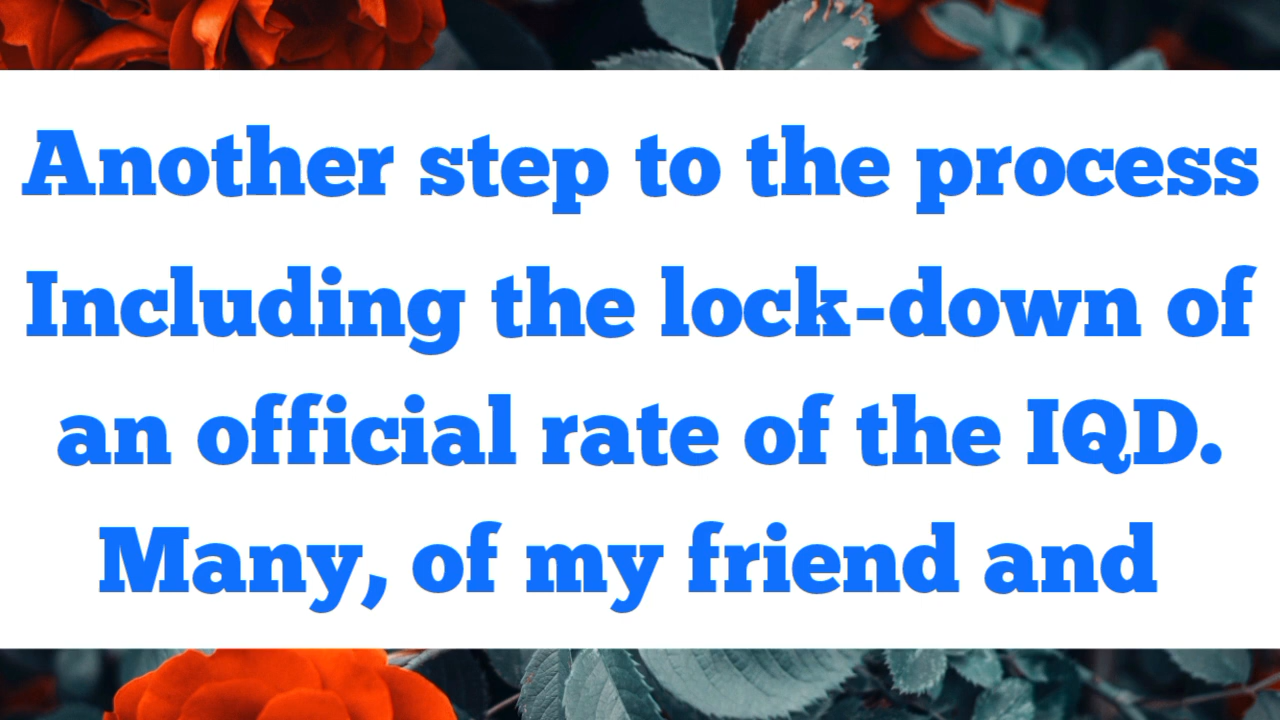 Another step to the process
Including the lock-down of
an official rate of the IQD.
Many, of my friend and